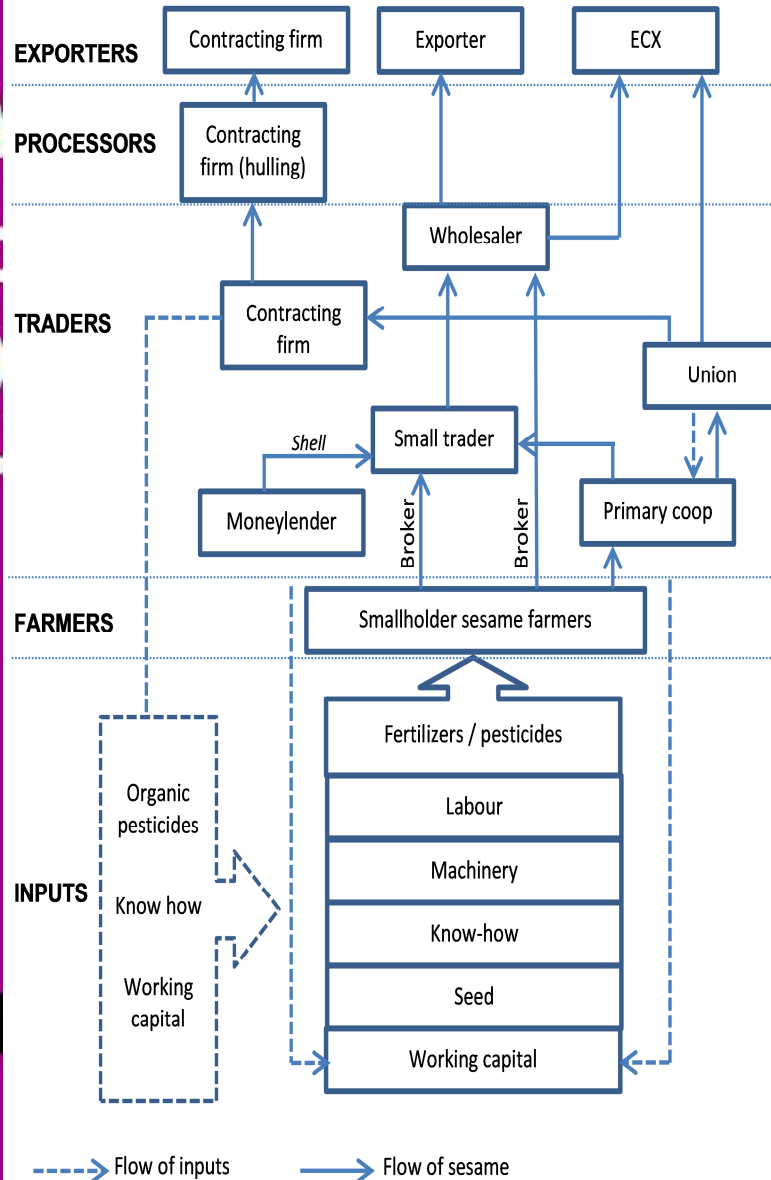 EXPORTERS
Contracting firm
Exporter
ECX
PROCESSORS
Contracting
firm (hulling)
Wholesaler
TRADERS
Contracting
firm
Union
Shell
Small trader
Moneylender
Broker
Broker
Primary coop
FARMERS
Smallholder sesame farmers
Fertilizers / pesticides
Organic
pesticides
Labour
Machinery
INPUTS
Know how
Know-how
Working
capital
Seed
Working capital
Flow of inputs
Flow of sesame